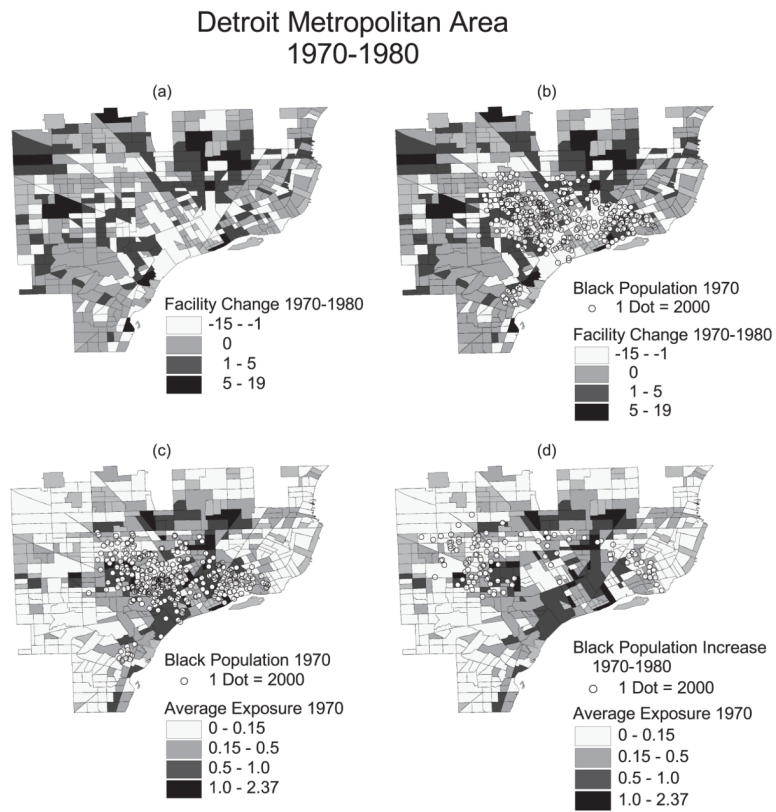 Detroit Metropolitan Area
1970-1980
(a)
Facility Change 1970-1980
-15 - -1
0
1 - 5
5 - 19
(b)
Black Population 1970
1 Dot = 2000
Facility Change 1970-1980
-15 - -1
0
1 - 5
5 - 19
(c)
Black Population 1970
1 Dot = 2000
Average Exposure 1970
0 - 0.15
0.15 - 0.5
0.5 - 1.0
1.0 - 2.37
(d)
Black Population Increase
1970-1980
1 Dot = 2000
Average Exposure 1970
0 - 0.15
0.15 - 0.5
0.5 - 1.0
1.0 - 2.37